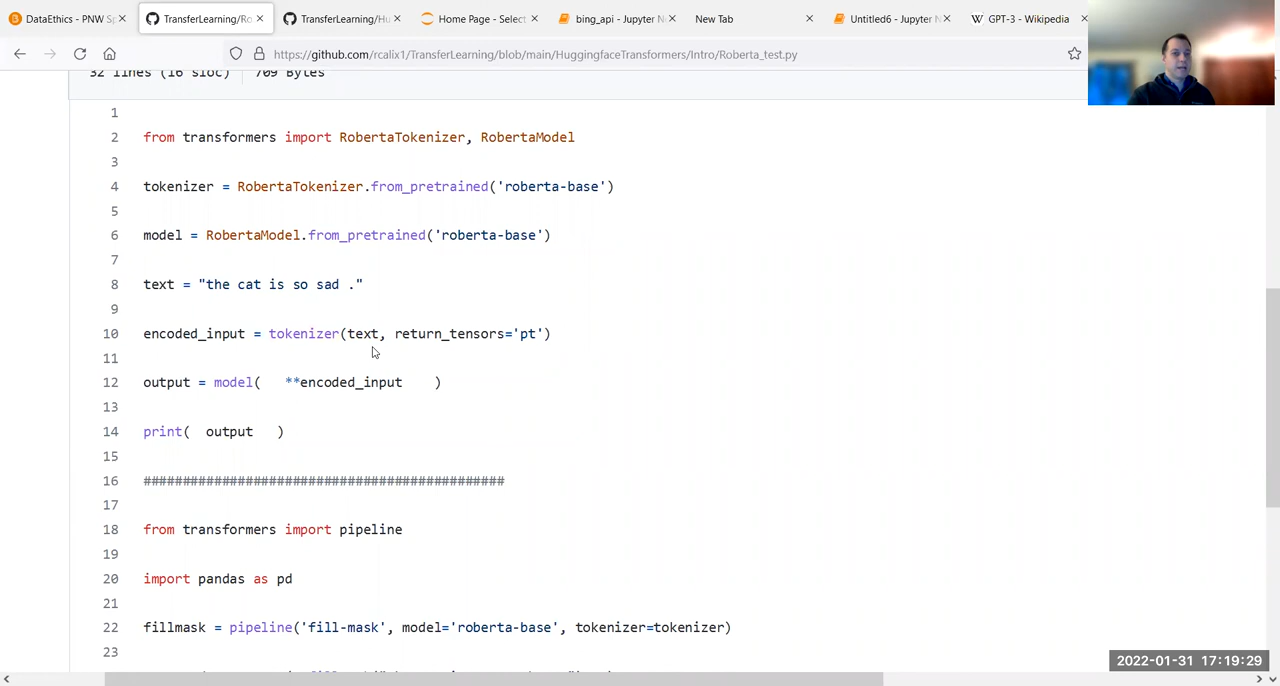 DataEthics - PNW Sp
TransferLearning/Ro
TransferLearning/Hu
Home Page - Select
bing_api - Jupyter N
New Tab
Untitled6 - Jupyter N
GPT-3 - Wikipedia
https://github.com/rcalix1/TransferLearning/blob/main/HuggingfaceTransformers/Intro/Roberta_test.py
32 lines (16 sloc) 709 Bytes
1
2 from transformers import RobertaTokenizer, RobertaModel
3
4 tokenizer = RobertaTokenizer.from_pretrained('roberta-base')
5
6 model = RobertaModel.from_pretrained('roberta-base')
7
8 text = "the cat is so sad ."
9
10 encoded_input = tokenizer(text, return_tensors='pt')
11
12 output = model( **encoded_input )
13
14 print( output )
15
16 ##############################################
17
18 from transformers import pipeline
19
20 import pandas as pd
21
22 fillmask = pipeline('fill-mask', model='roberta-base', tokenizer=tokenizer)
23
2022-01-31 17:19:29